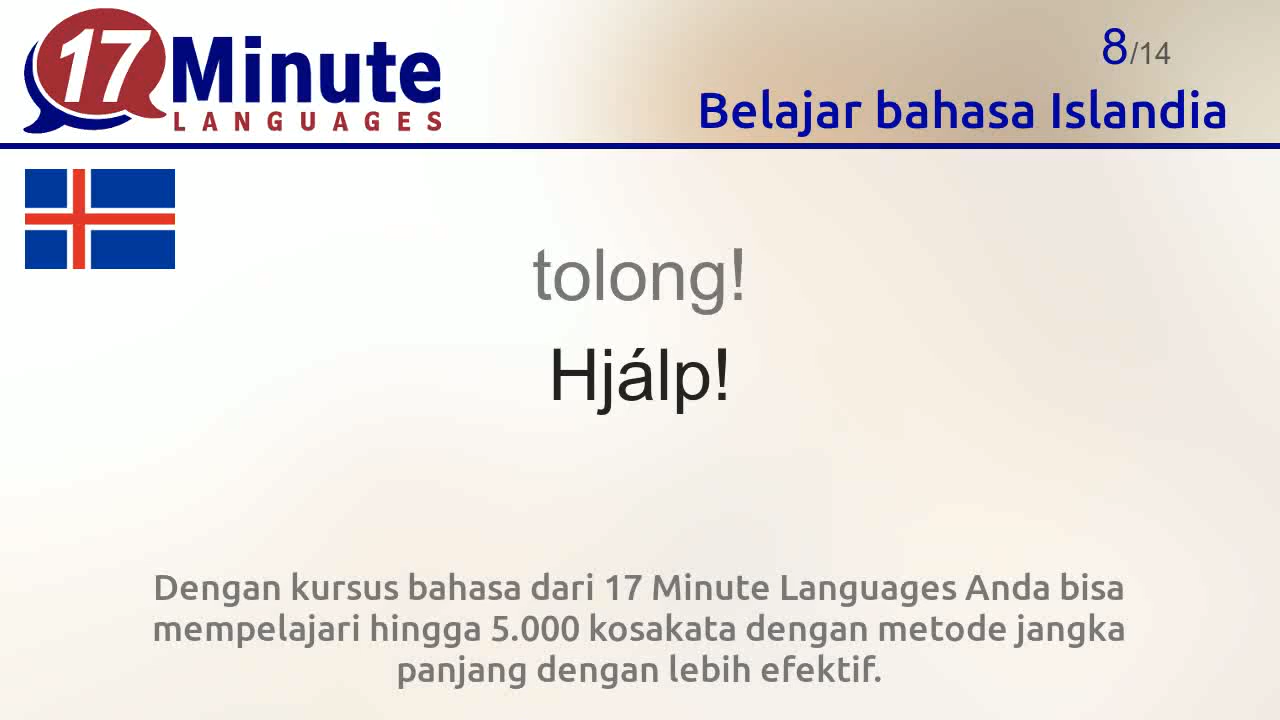 17 Minute
LANGUAGES
8/14
Belajar bahasa Islandia
tolong!
Hjálp!
Dengan kursus bahasa dari 17 Minute Languages Anda bisa
mempelajari hingga 5.000 kosakata dengan metode jangka
panjang dengan lebih efektif.